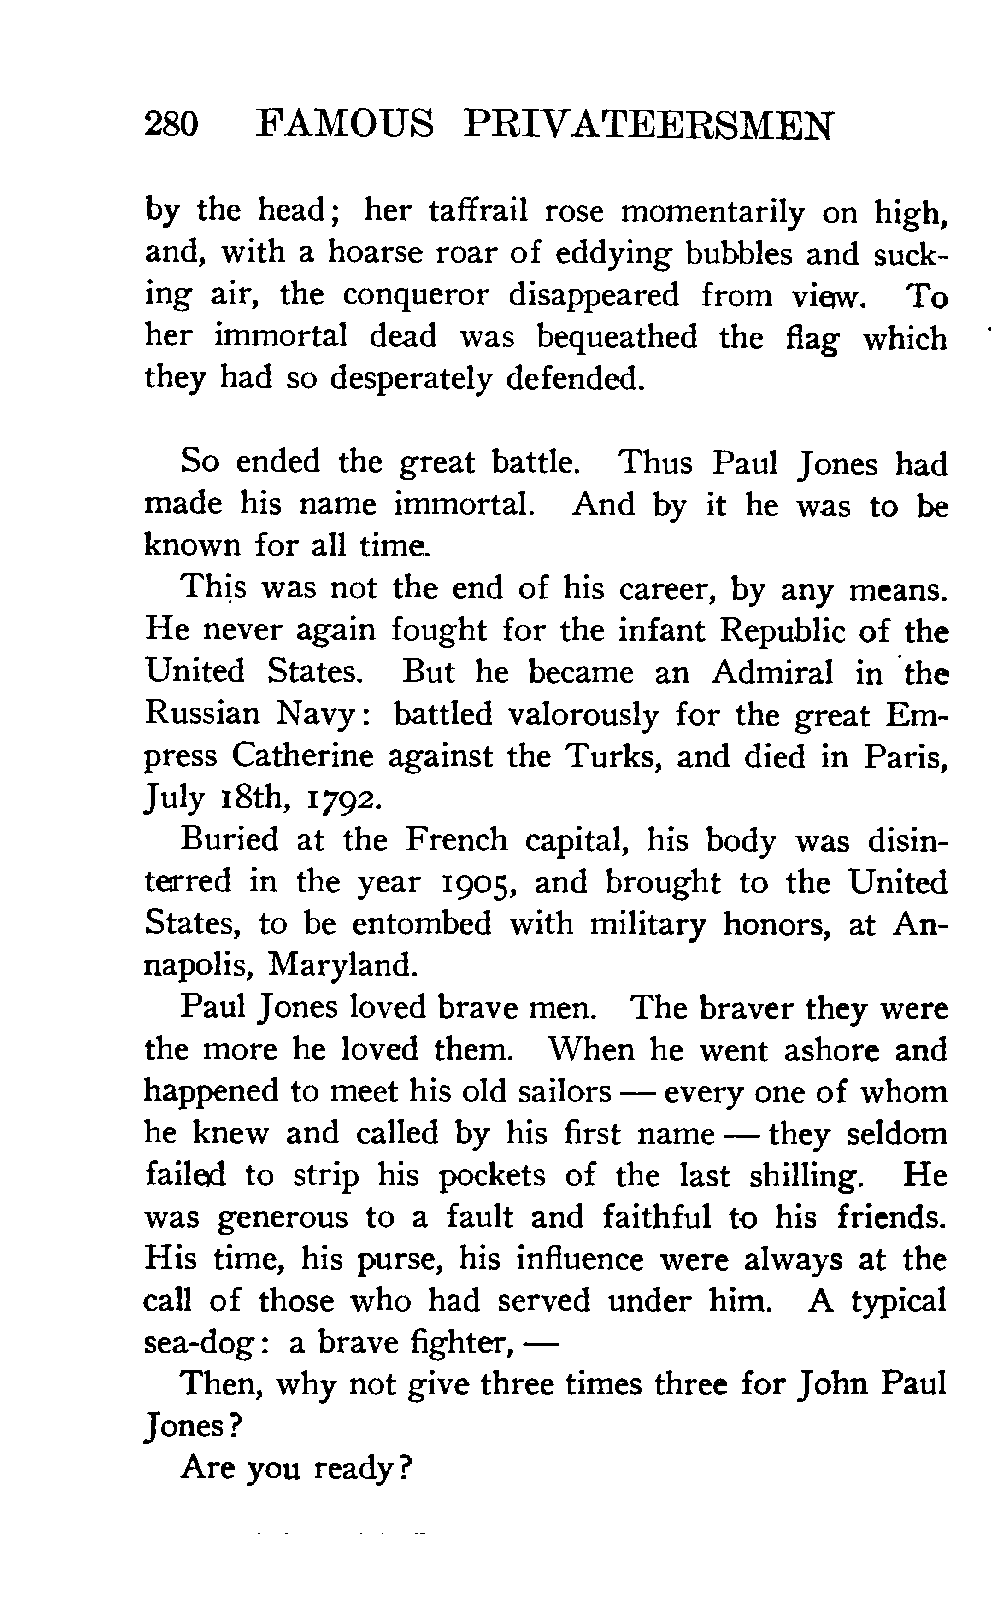 280 FAMOUS PRIVATEERSMEN
by the head; her taffrail rose momentarily on high,
and, with a hoarse roar of eddying bubbles and suck-
ing air, the conqueror disappeared from view. To
her immortal dead was bequeathed the flag which
they had so desperately defended.
So ended the great battle. Thus Paul Jones had
made his name immortal. And by it he was to be
known for all time.
This was not the end of his career, by any means.
He never again fought for the infant Republic of the
United States. But he became an Admiral in the
Russian Navy: battled valorously for the great Em-
press Catherine against the Turks, and died in Paris,
July 18th, 1792.
Buried at the French capital, his body was disin-
terred in the year 1905, and brought to the United
States, to be entombed with military honors, at An-
napolis, Maryland.
Paul Jones loved brave men. The braver they were
the more he loved them. When he went ashore and
happened to meet his old sailors — every one of whom
he knew and called by his first name — they seldom
failed to strip his pockets of the last shilling. He
was generous to a fault and faithful to his friends.
His time, his purse, his influence were always at the
call of those who had served under him. A typical
sea-dog: a brave fighter, —
Then, why not give three times three for John Paul
Jones?
Are you ready?